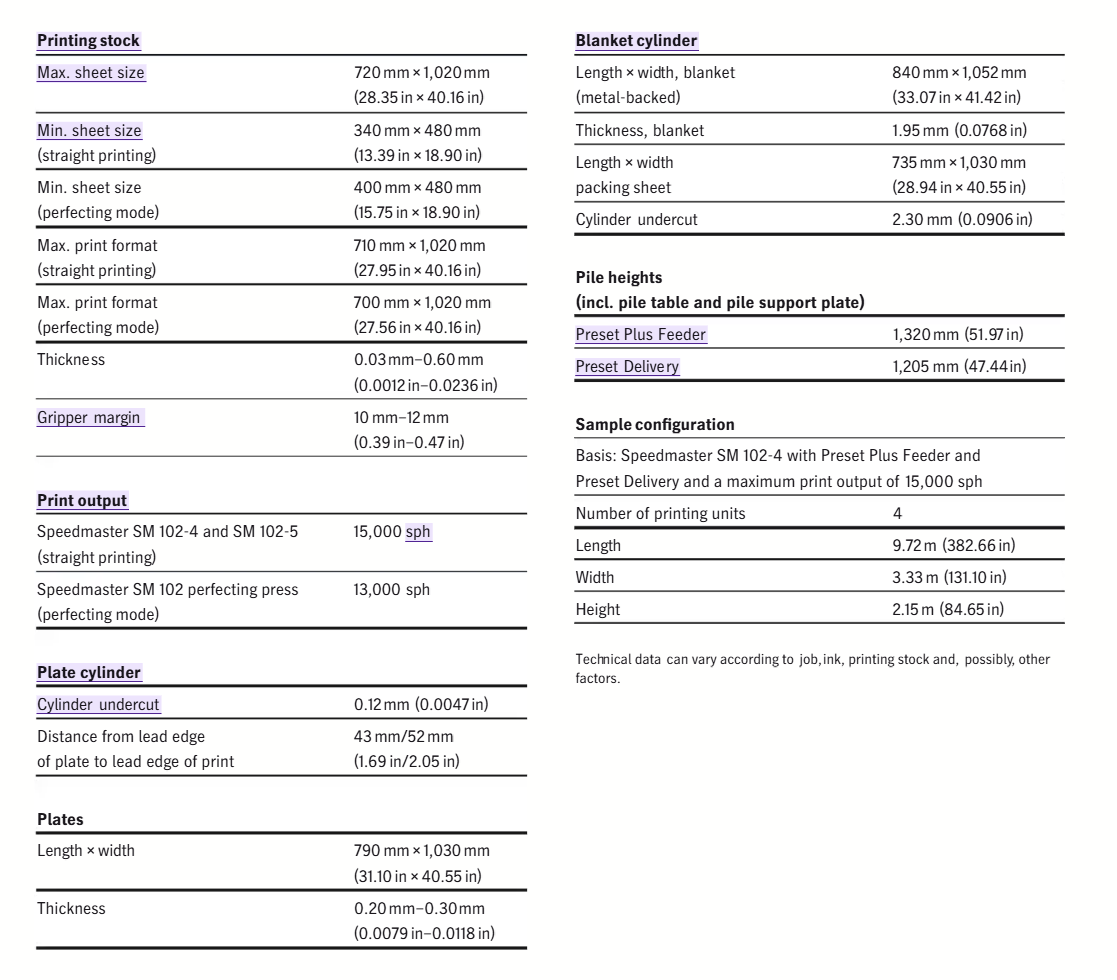 Printing stock
Max. sheet size 720 mm × 1,020 mm
(28.35 in × 40.16 in)
Min. sheet size 340 mm × 480 mm
(straight printing) (13.39 in × 18.90 in)
Min. sheet size 400 mm × 480 mm
(perfecting mode) (15.75 in × 18.90 in)
Max. print format 710 mm × 1,020 mm
(straight printing) (27.95 in × 40.16 in)
Max. print format 700 mm × 1,020 mm
(perfecting mode) (27.56 in × 40.16 in)
Thickness 0.03 mm–0.60 mm
(0.0012 in–0.0236 in)
Gripper margin 10 mm–12 mm
(0.39 in–0.47 in)
Print output
Speedmaster SM 102-4 and SM 102-5 15,000 sph
(straight printing)
Speedmaster SM 102 perfecting press 13,000 sph
(perfecting mode)
Plate cylinder
Cylinder undercut 0.12 mm (0.0047 in)
Distance from lead edge 43 mm/52 mm
of plate to lead edge of print (1.69 in/2.05 in)
Plates
Length × width 790 mm × 1,030 mm
(31.10 in × 40.55 in)
Thickness 0.20 mm–0.30 mm
(0.0079 in–0.0118 in)
Blanket cylinder
Length × width, blanket 840 mm × 1,052 mm
(metal-backed) (33.07 in × 41.42 in)
Thickness, blanket 1.95 mm (0.0768 in)
Length × width 735 mm × 1,030 mm
packing sheet (28.94 in × 40.55 in)
Cylinder undercut 2.30 mm (0.0906 in)
Pile heights
(incl. pile table and pile support plate)
Preset Plus Feeder 1,320 mm (51.97 in)
Preset Delivery 1,205 mm (47.44 in)
Sample configuration
Basis: Speedmaster SM 102-4 with Preset Plus Feeder and
Preset Delivery and a maximum print output of 15,000 sph
Number of printing units 4
Length 9.72 m (382.66 in)
Width 3.33 m (131.10 in)
Height 2.15 m (84.65 in)
Technical data can vary according to job, ink, printing stock and, possibly, other
factors.